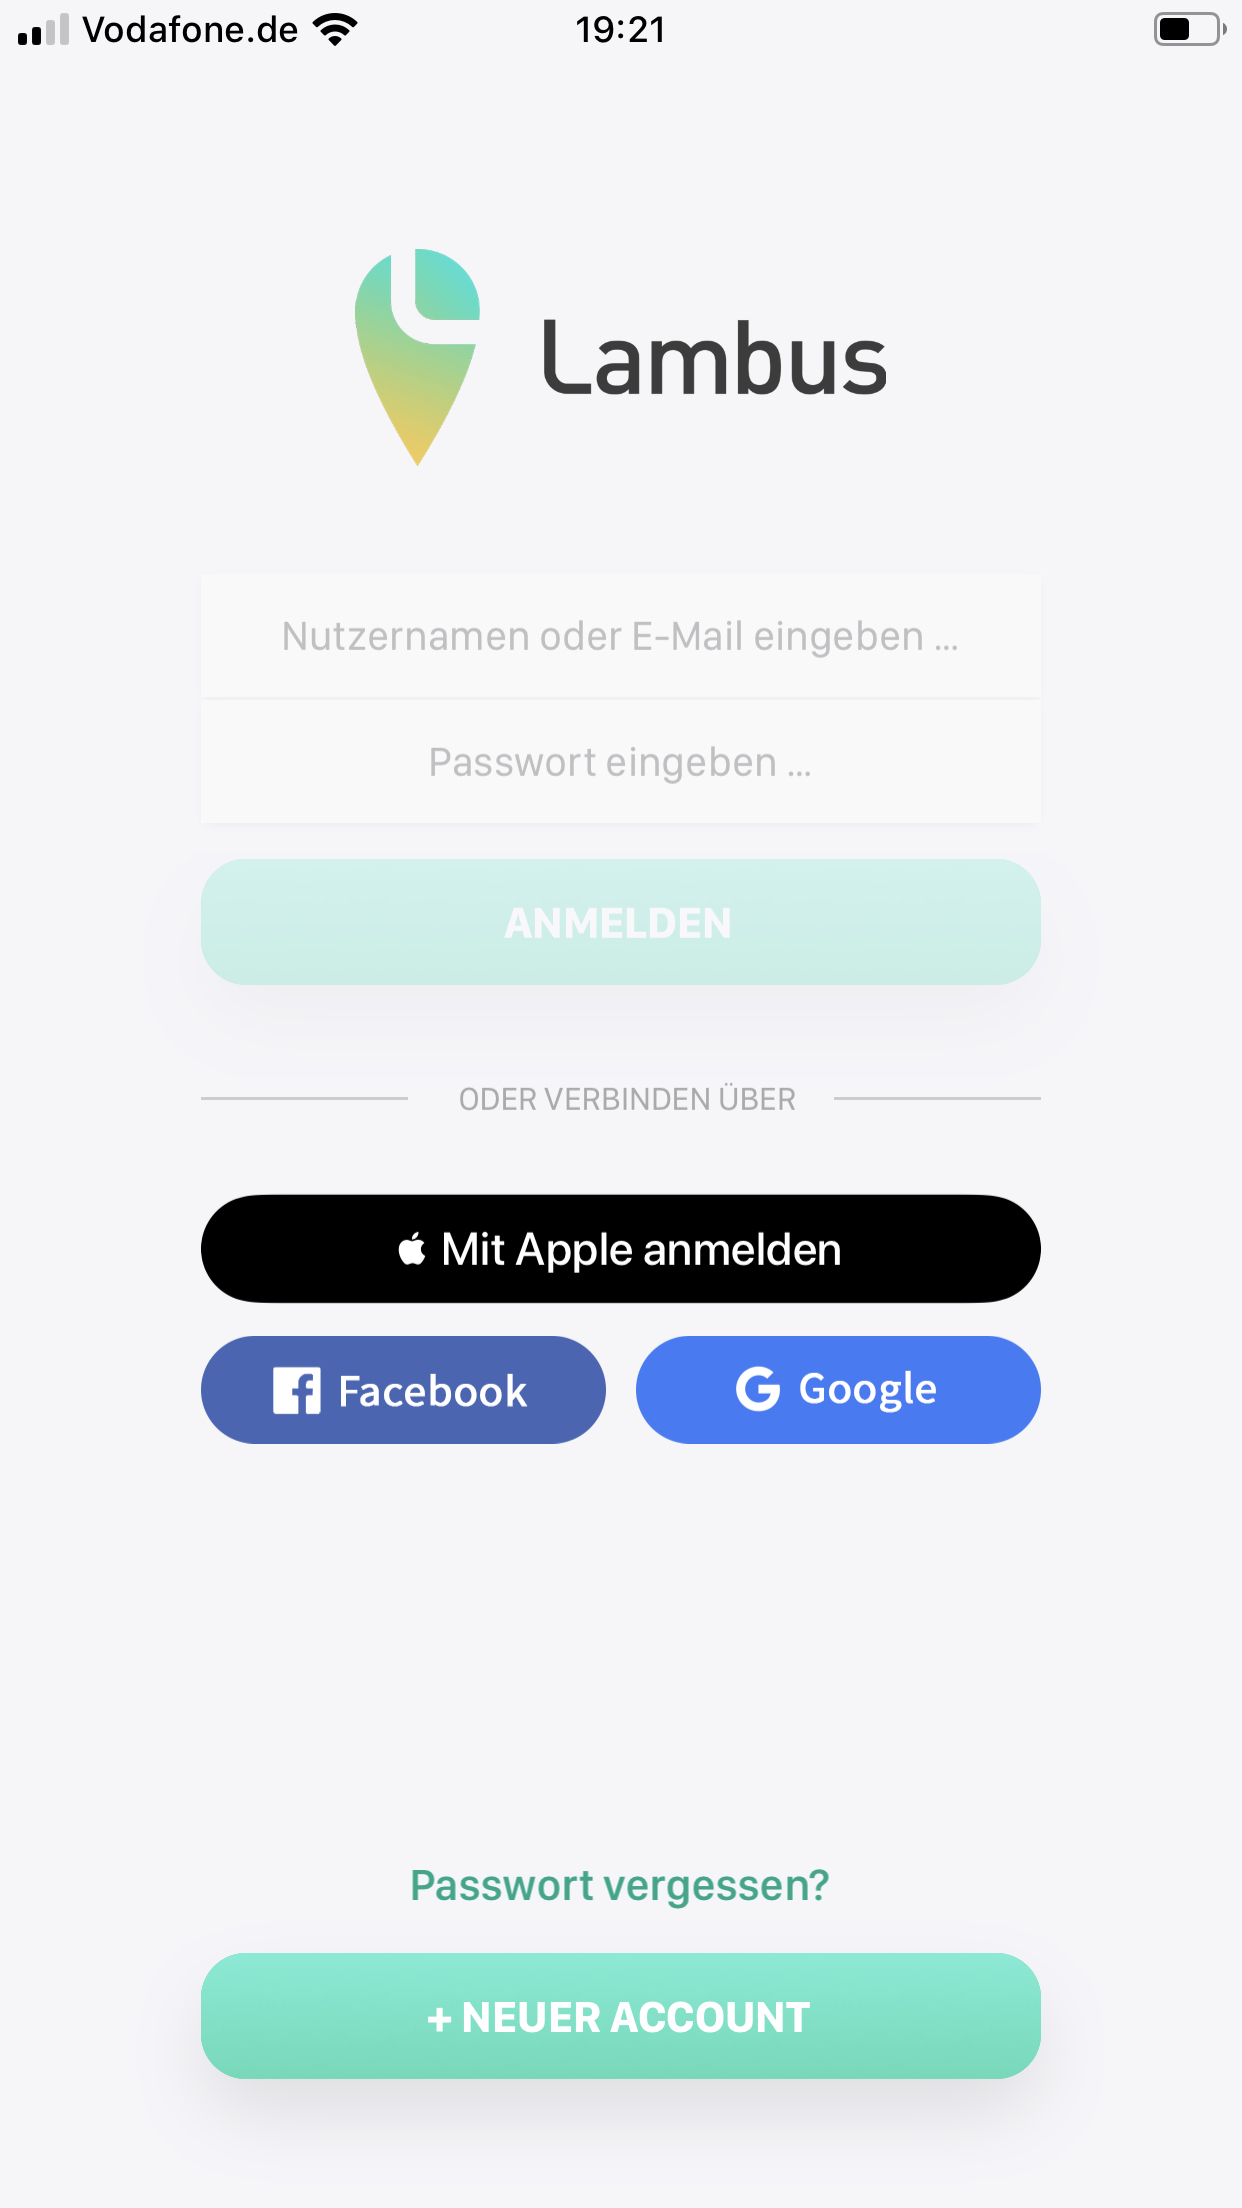 Vodafone.de 19:21
Lambus
Nutzernamen oder E-Mail eingeben ...
Passwort eingeben ...
ANMELDEN
ODER VERBINDEN ÜBER
Mit Apple anmelden
Facebook Google
Passwort vergessen?
+ NEUER ACCOUNT